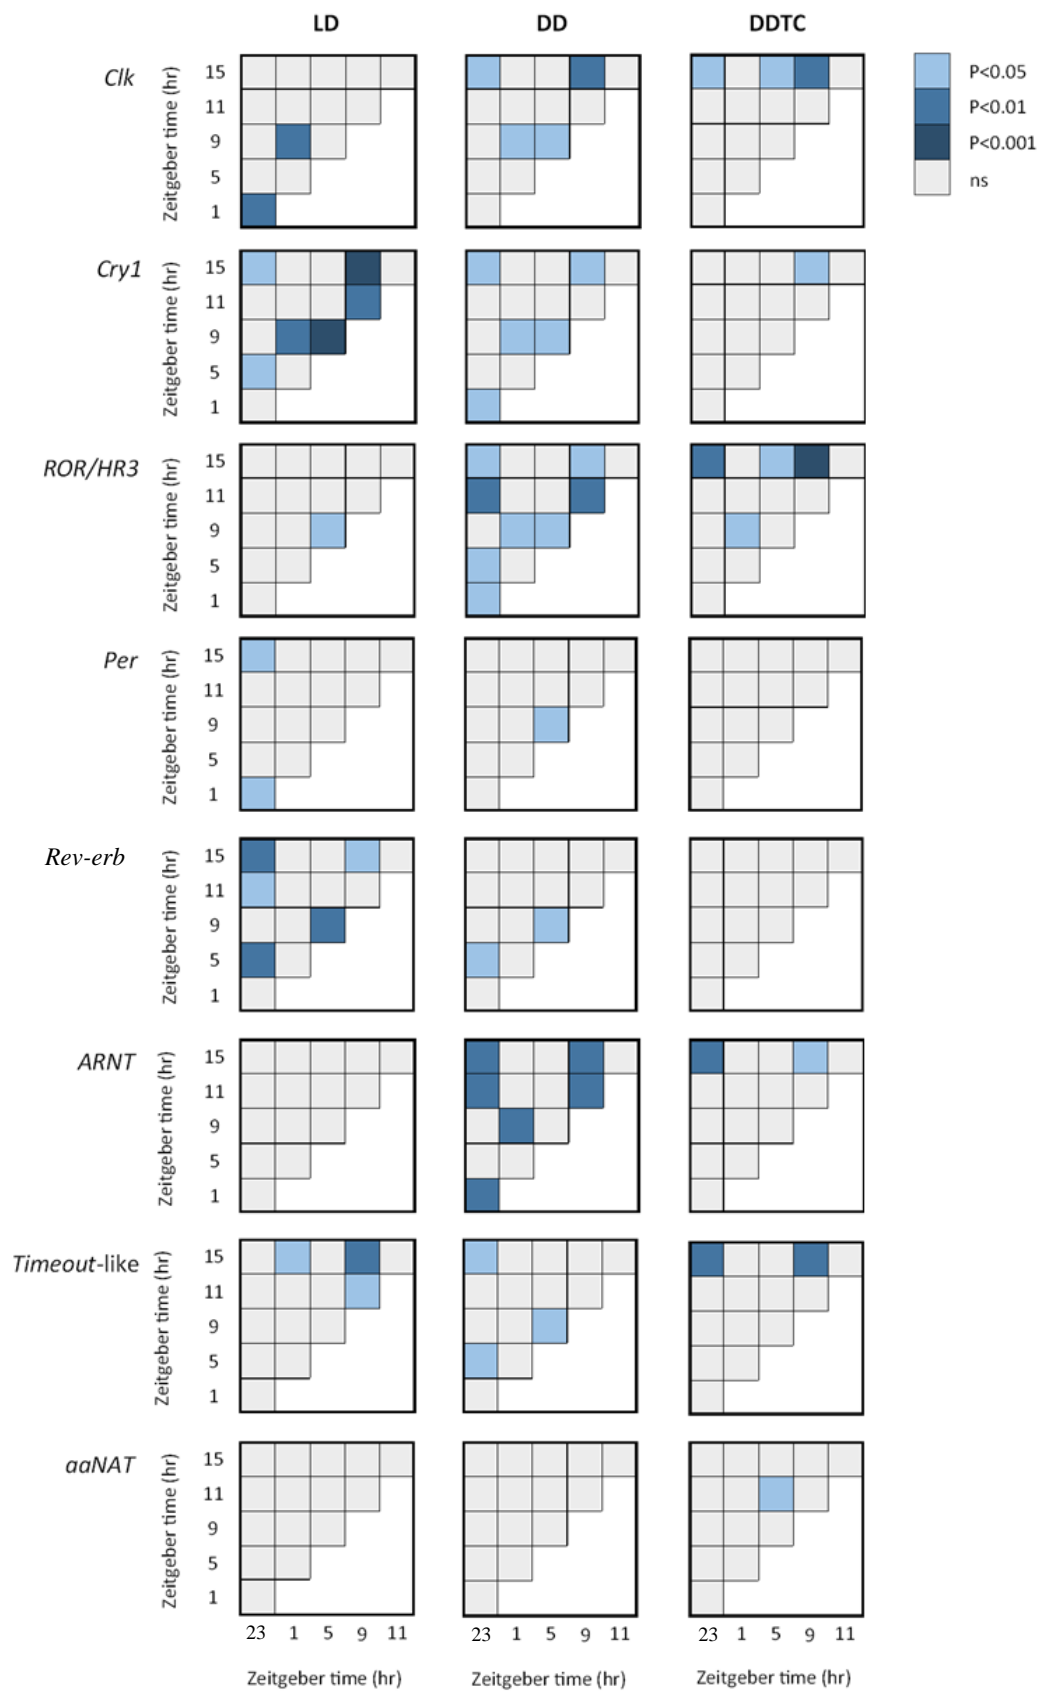 LD DD DDTC
Clk
Zeitgeber time (hr)
15
11
9
5
1
P<0.05
P<0.01
P<0.001
ns
Cry1
Zeitgeber time (hr)
15
11
9
5
1
ROR/HR3
Zeitgeber time (hr)
15
11
9
5
1
Per
Zeitgeber time (hr)
15
11
9
5
1
Rev-erb
Zeitgeber time (hr)
15
11
9
5
1
ARNT
Zeitgeber time (hr)
15
11
9
5
1
Timeout-like
Zeitgeber time (hr)
15
11
9
5
1
aaNAT
Zeitgeber time (hr)
15
11
9
5
1
23 1 5 9 11 23 1 5 9 11 23 1 5 9 11
Zeitgeber time (hr) Zeitgeber time (hr) Zeitgeber time (hr)